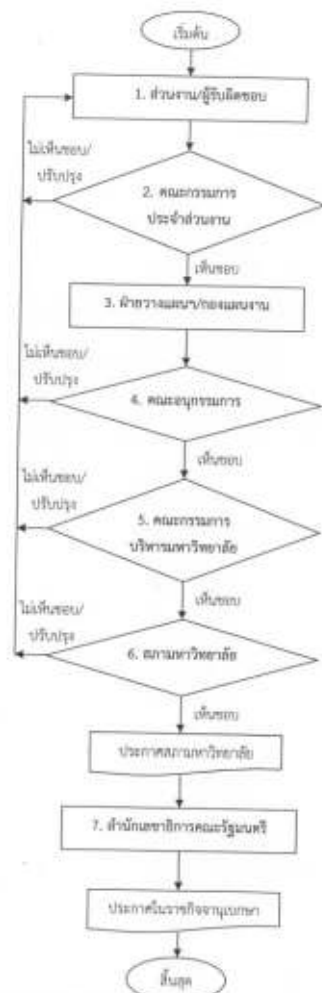 เริ่มต้น
1. ส่วนงาน/ผู้รับผิดชอบ
ไม่เห็นชอบ/
ปรับปรุง
2. คณะกรรมการ
ประจำส่วนงาน
เห็นชอบ
3. ฝ่ายวางแผนฯ/กองแผนงาน
ไม่เห็นชอบ/
ปรับปรุง
4. คณะอนุกรรมการ
เห็นชอบ
ไม่เห็นชอบ/
ปรับปรุง
5. คณะกรรมการ
บริหารมหาวิทยาลัย
เห็นชอบ
ไม่เห็นชอบ/
ปรับปรุง
6. สภามหาวิทยาลัย
เห็นชอบ
ประกาศสภามหาวิทยาลัย
7. สำนักเลขาธิการคณะรัฐมนตรี
ประกาศในราชกิจจานุเบกษา
สิ้นสุด